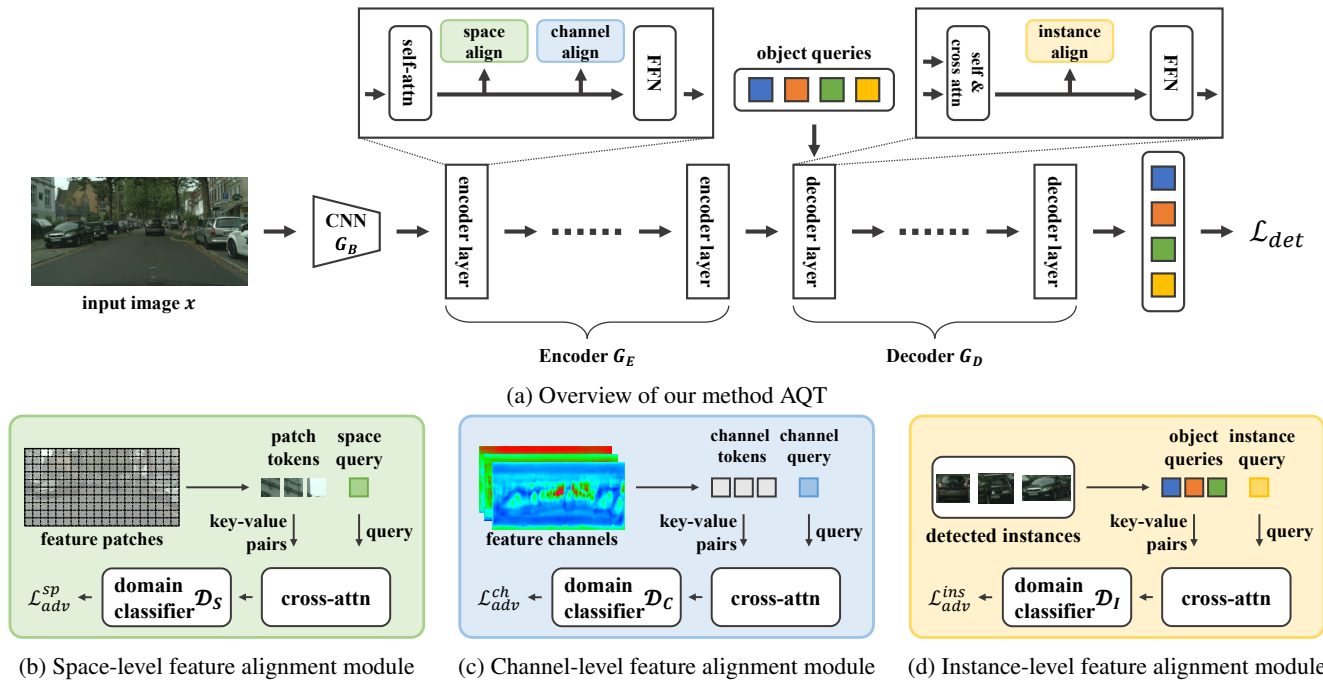 self-attn
space
align
channel
align
FFN
object queries
self &
cross attn
instance
align
FFN
input image x
CNN
G_B
encoder layer
encoder layer
decoder layer
decoder layer
ℒ_det
Encoder G_E
Decoder G_D
(a) Overview of our method AQT
patch
tokens
space
query
feature patches
key-value
pairs
query
ℒ_adv^sp
domain
classifier 𝒟_S
cross-attn
(b) Space-level feature alignment module
channel
tokens
channel
query
feature channels
key-value
pairs
query
ℒ_adv^ch
domain
classifier 𝒟_C
cross-attn
(c) Channel-level feature alignment module
object
queries
instance
query
detected instances
key-value
pairs
query
ℒ_adv^ins
domain
classifier 𝒟_I
cross-attn
(d) Instance-level feature alignment module